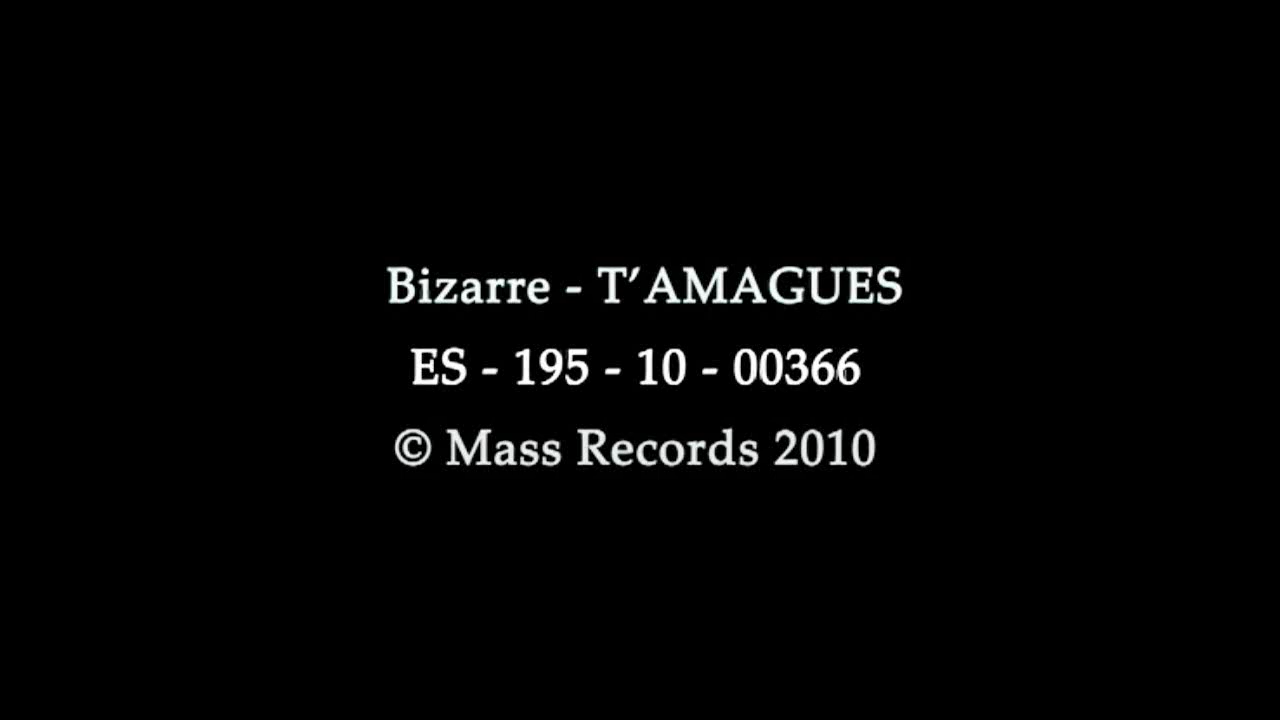 Bizarre - T’AMAGUES
ES - 195 - 10 - 00366
© Mass Records 2010